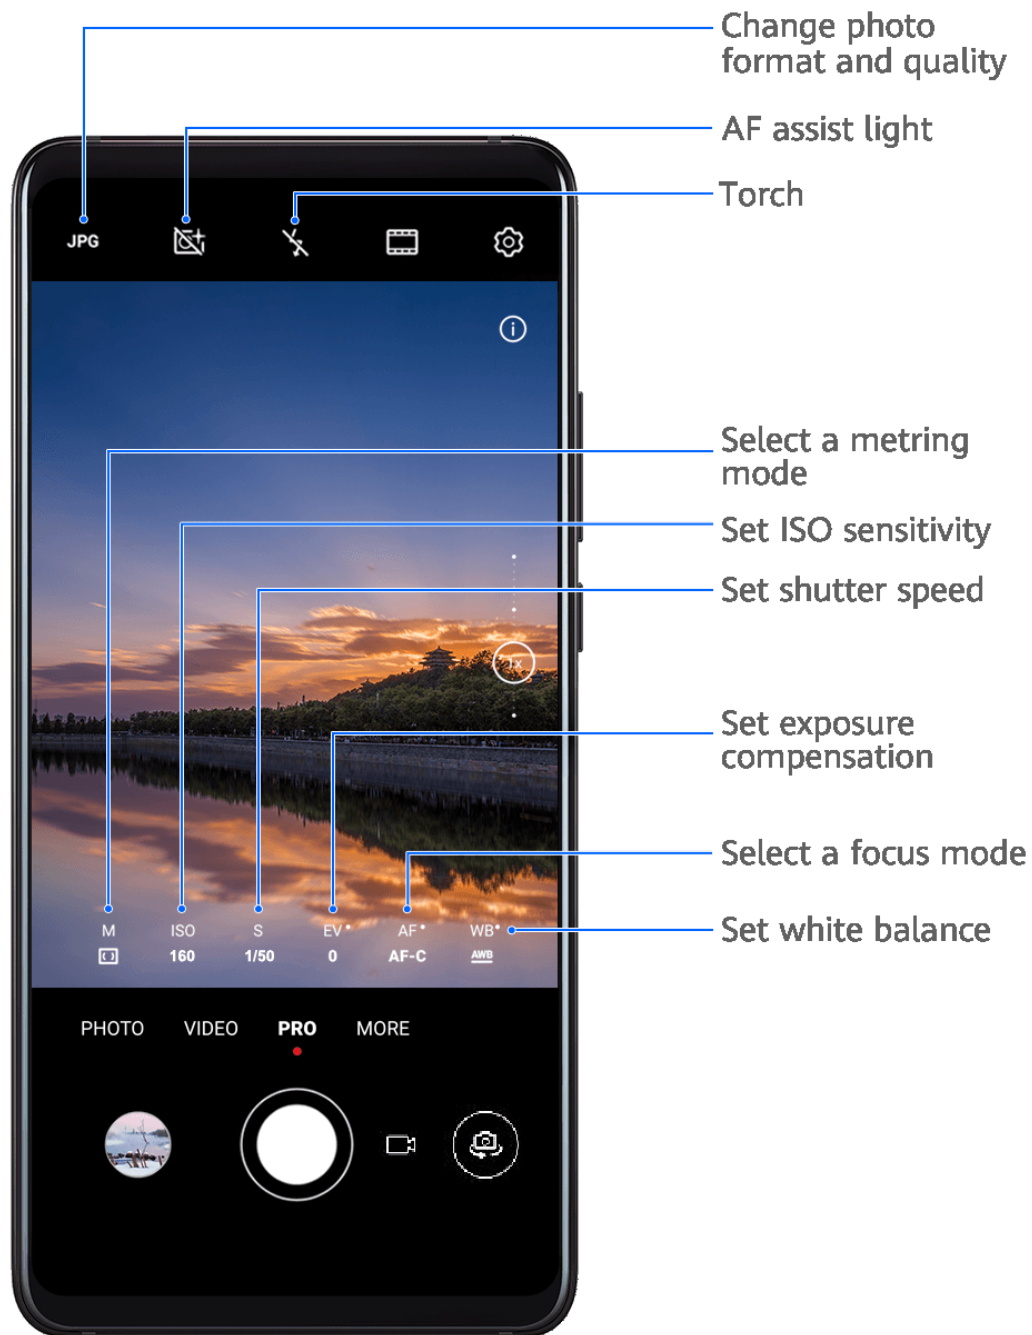 Change photo
format and quality
AF assist light
Torch
JPG
i
Select a metring
mode
Set ISO sensitivity
Set shutter speed
1x
Set exposure
compensation
Select a focus mode
Set white balance
M ISO S EV AF WB
160 1/50 0 AF-C AWB
PHOTO VIDEO PRO MORE